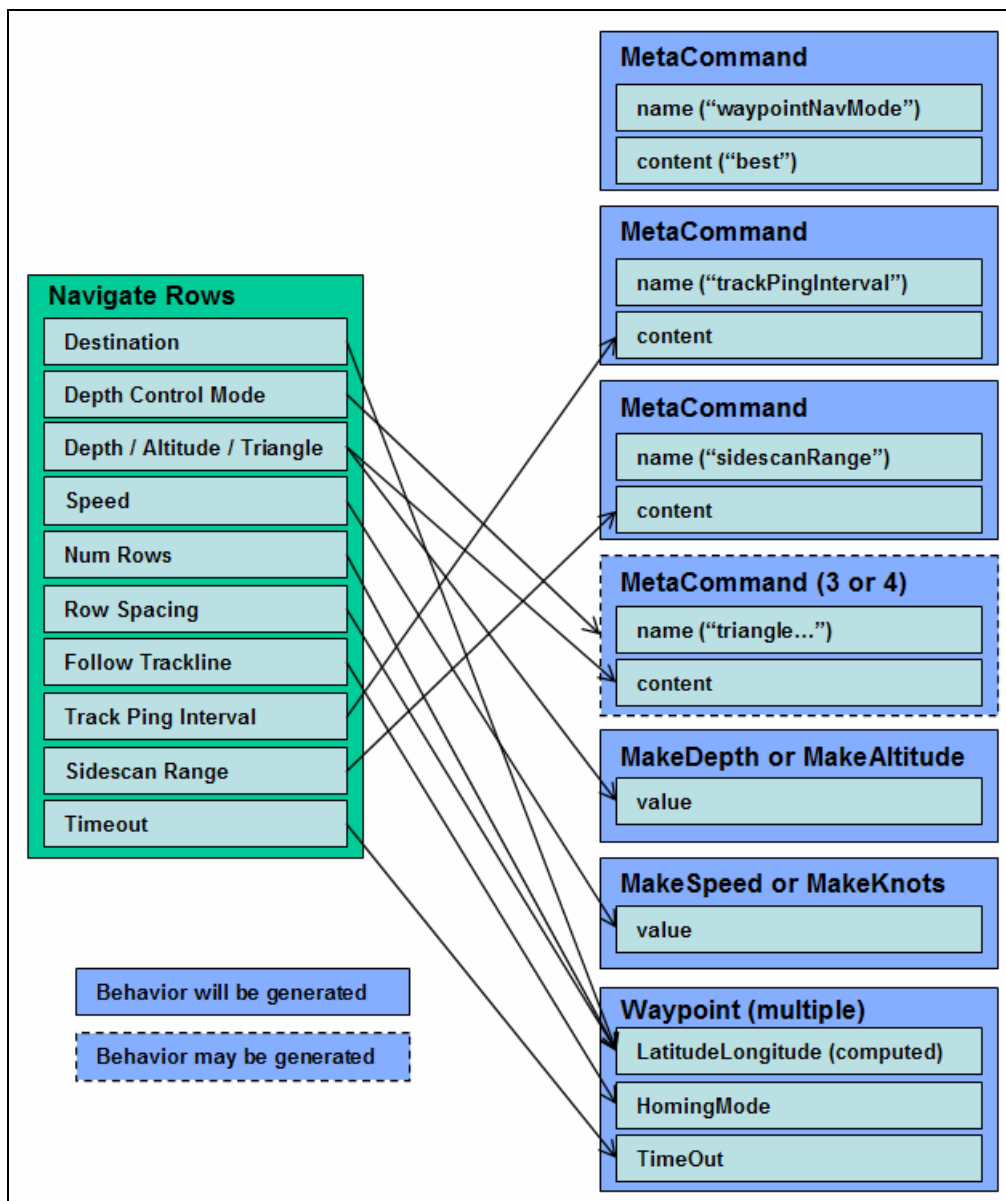 Navigate Rows
Destination
Depth Control Mode
Depth / Altitude / Triangle
Speed
Num Rows
Row Spacing
Follow Trackline
Track Ping Interval
Sidescan Range
Timeout
Behavior will be generated
Behavior may be generated
MetaCommand
name (“waypointNavMode”)
content (“best”)
MetaCommand
name (“trackPingInterval”)
content
MetaCommand
name (“sidescanRange”)
content
MetaCommand (3 or 4)
name (“triangle…”)
content
MakeDepth or MakeAltitude
value
MakeSpeed or MakeKnots
value
Waypoint (multiple)
LatitudeLongitude (computed)
HomingMode
TimeOut